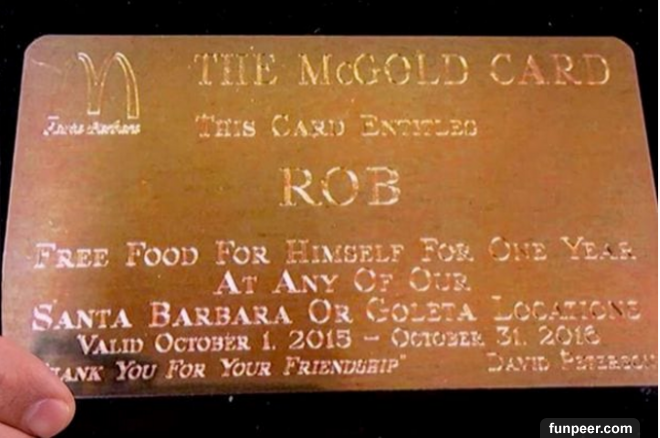 THE McGOLD CARD
Santa Barbara
THIS CARD ENTITLES
ROB
FREE FOOD FOR HIMSELF FOR ONE YEAR
AT ANY OF OUR
SANTA BARBARA OR GOLETA LOCATIONS
VALID OCTOBER 1, 2015 - OCTOBER 31, 2016
YOU FOR YOUR FRIENDSHIP" DAVID PETERSON
funpeer.com